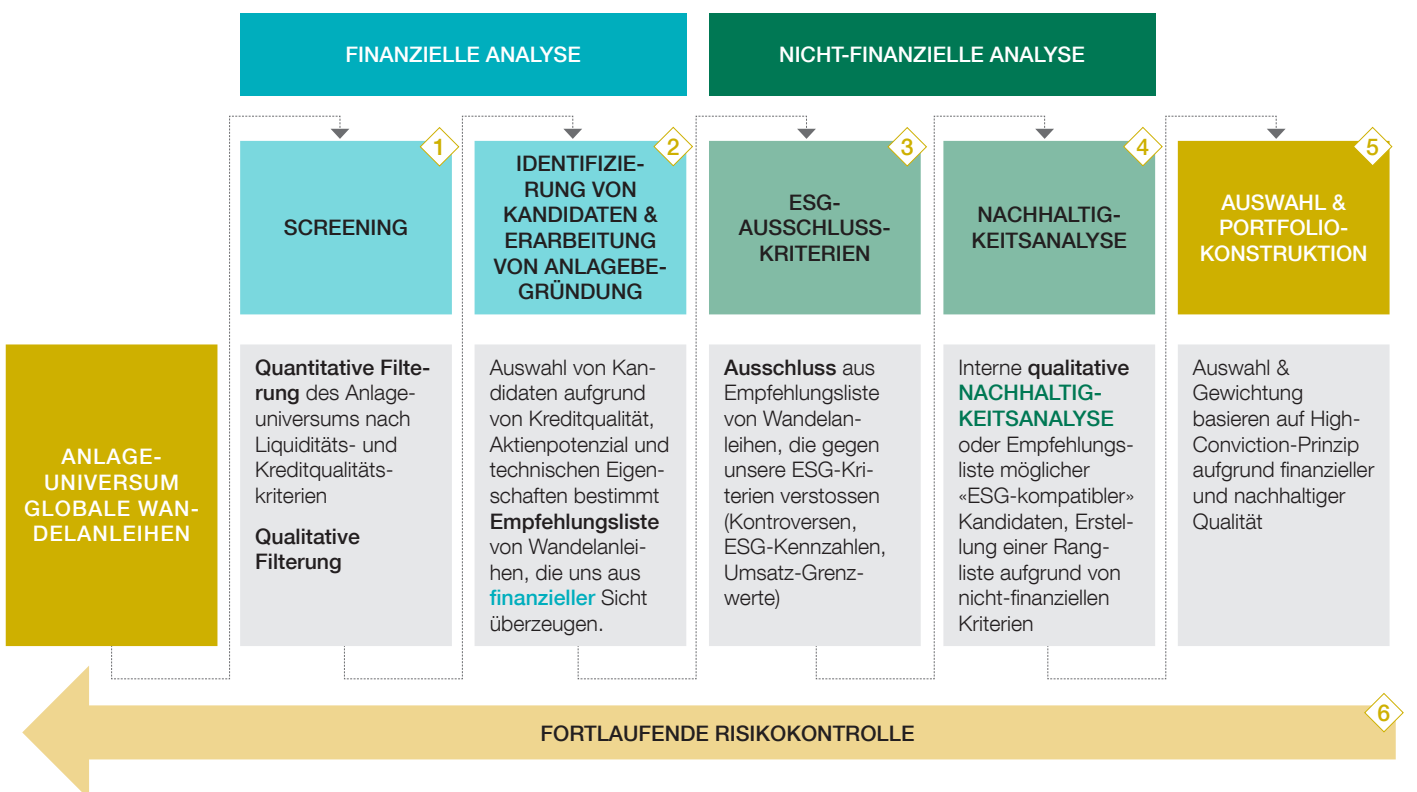 FINANZIELLE ANALYSE
NICHT-FINANZIELLE ANALYSE
1
SCREENING
2
IDENTIFIZIE-
RUNG VON
KANDIDATEN &
ERARBEITUNG
VON ANLAGEBE-
GRÜNDUNG
3
ESG-
AUSSCHLUSS-
KRITERIEN
4
NACHHALTIG-
KEITSANALYSE
5
AUSWAHL &
PORTFOLIO-
KONSTRUKTION
ANLAGE-
UNIVERSUM
GLOBALE WAN-
DELANLEIHEN
Quantitative Filte-
rung des Anlage-
universums nach
Liquiditäts- und
Kreditqualitäts-
kriterien
Qualitative
Filterung
Auswahl von Kan-
didaten aufgrund
von Kreditqualität,
Aktienpotenzial und
technischen Eigen-
schaften bestimmt
Empfehlungsliste
von Wandelanlei-
hen, die uns aus
finanzieller Sicht
überzeugen.
Ausschluss aus
Empfehlungsliste
von Wandelan-
leihen, die gegen
unsere ESG-Kri-
terien verstossen
(Kontroversen,
ESG-Kennzahlen,
Umsatz-Grenz-
werte)
Interne qualitative
NACHHALTIG-
KEITSANALYSE
oder Empfehlungs-
liste möglicher
«ESG-kompatibler»
Kandidaten, Erstel-
lung einer Rang-
liste aufgrund von
nicht-finanziellen
Kriterien
Auswahl &
Gewichtung
basieren auf High-
Conviction-Prinzip
aufgrund finanzieller
und nachhaltiger
Qualität
6
FORTLAUFENDE RISIKOKONTROLLE